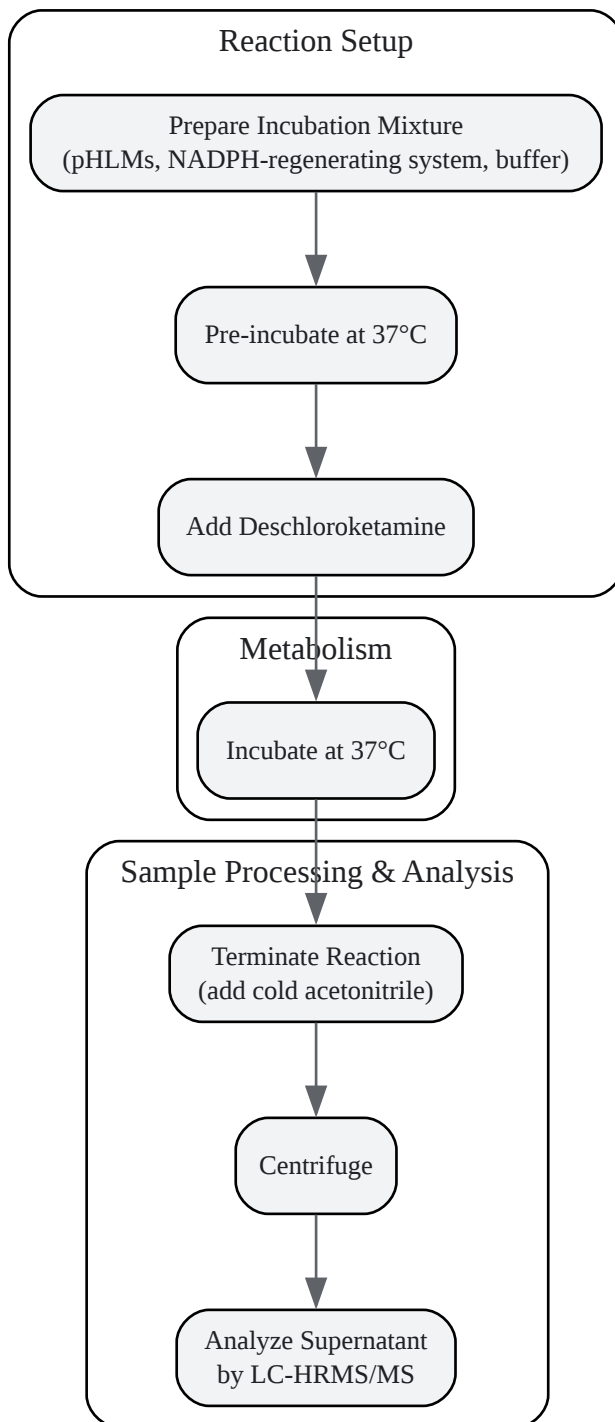 Reaction Setup
Prepare Incubation Mixture
(pHLMs, NADPH-regenerating system, buffer)
Pre-incubate at 37°C
Add Deschloroketamine
Metabolism
Incubate at 37°C
Sample Processing & Analysis
Terminate Reaction
(add cold acetonitrile)
Centrifuge
Analyze Supernatant
by LC-HRMS/MS